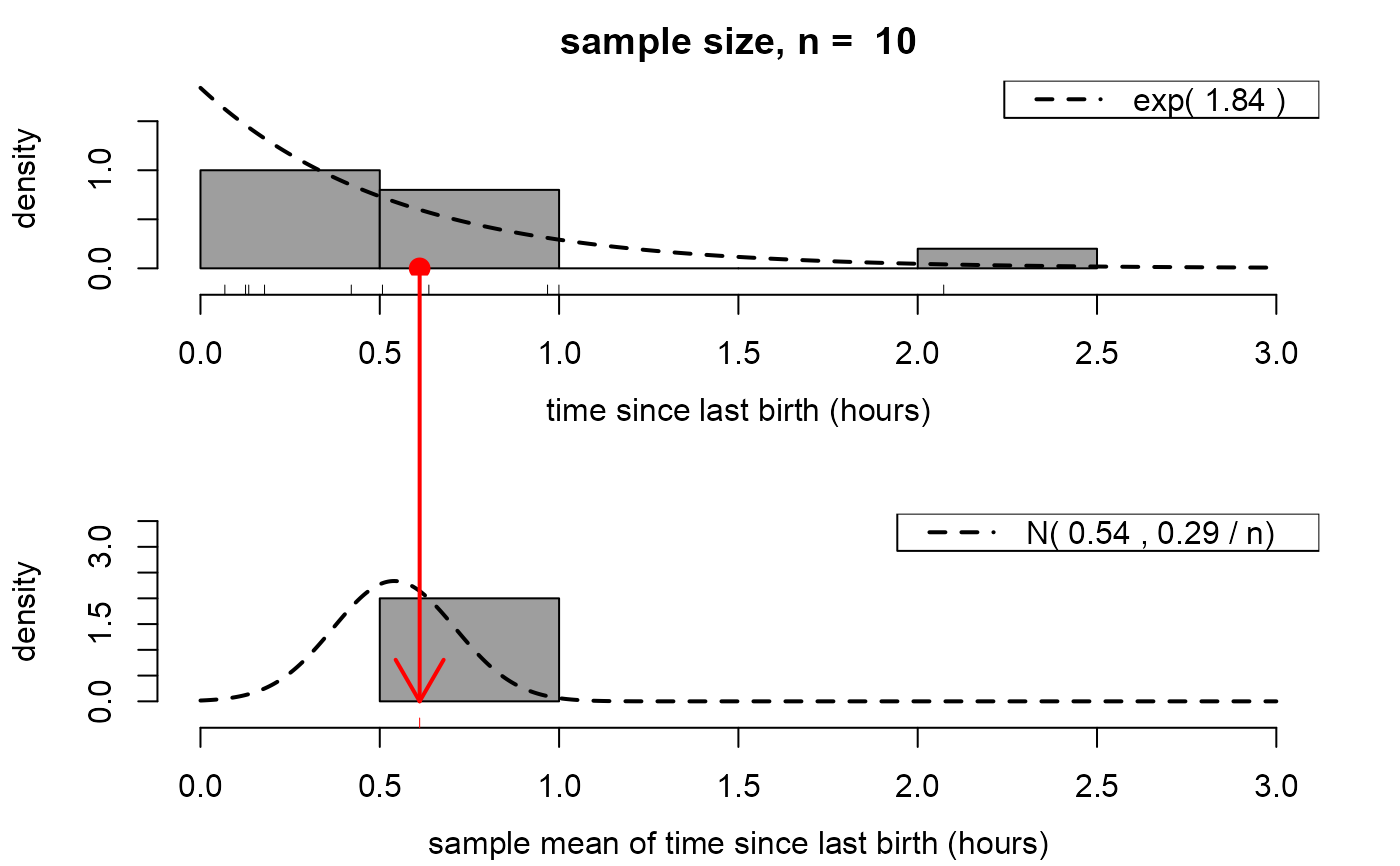 sample size, n = 10
exp( 1.84 )
density
1.0
0.0
0.0 0.5 1.0 1.5 2.0 2.5 3.0
time since last birth (hours)
N( 0.54 , 0.29 / n)
density
3.0
1.5
0.0
0.0 0.5 1.0 1.5 2.0 2.5 3.0
sample mean of time since last birth (hours)